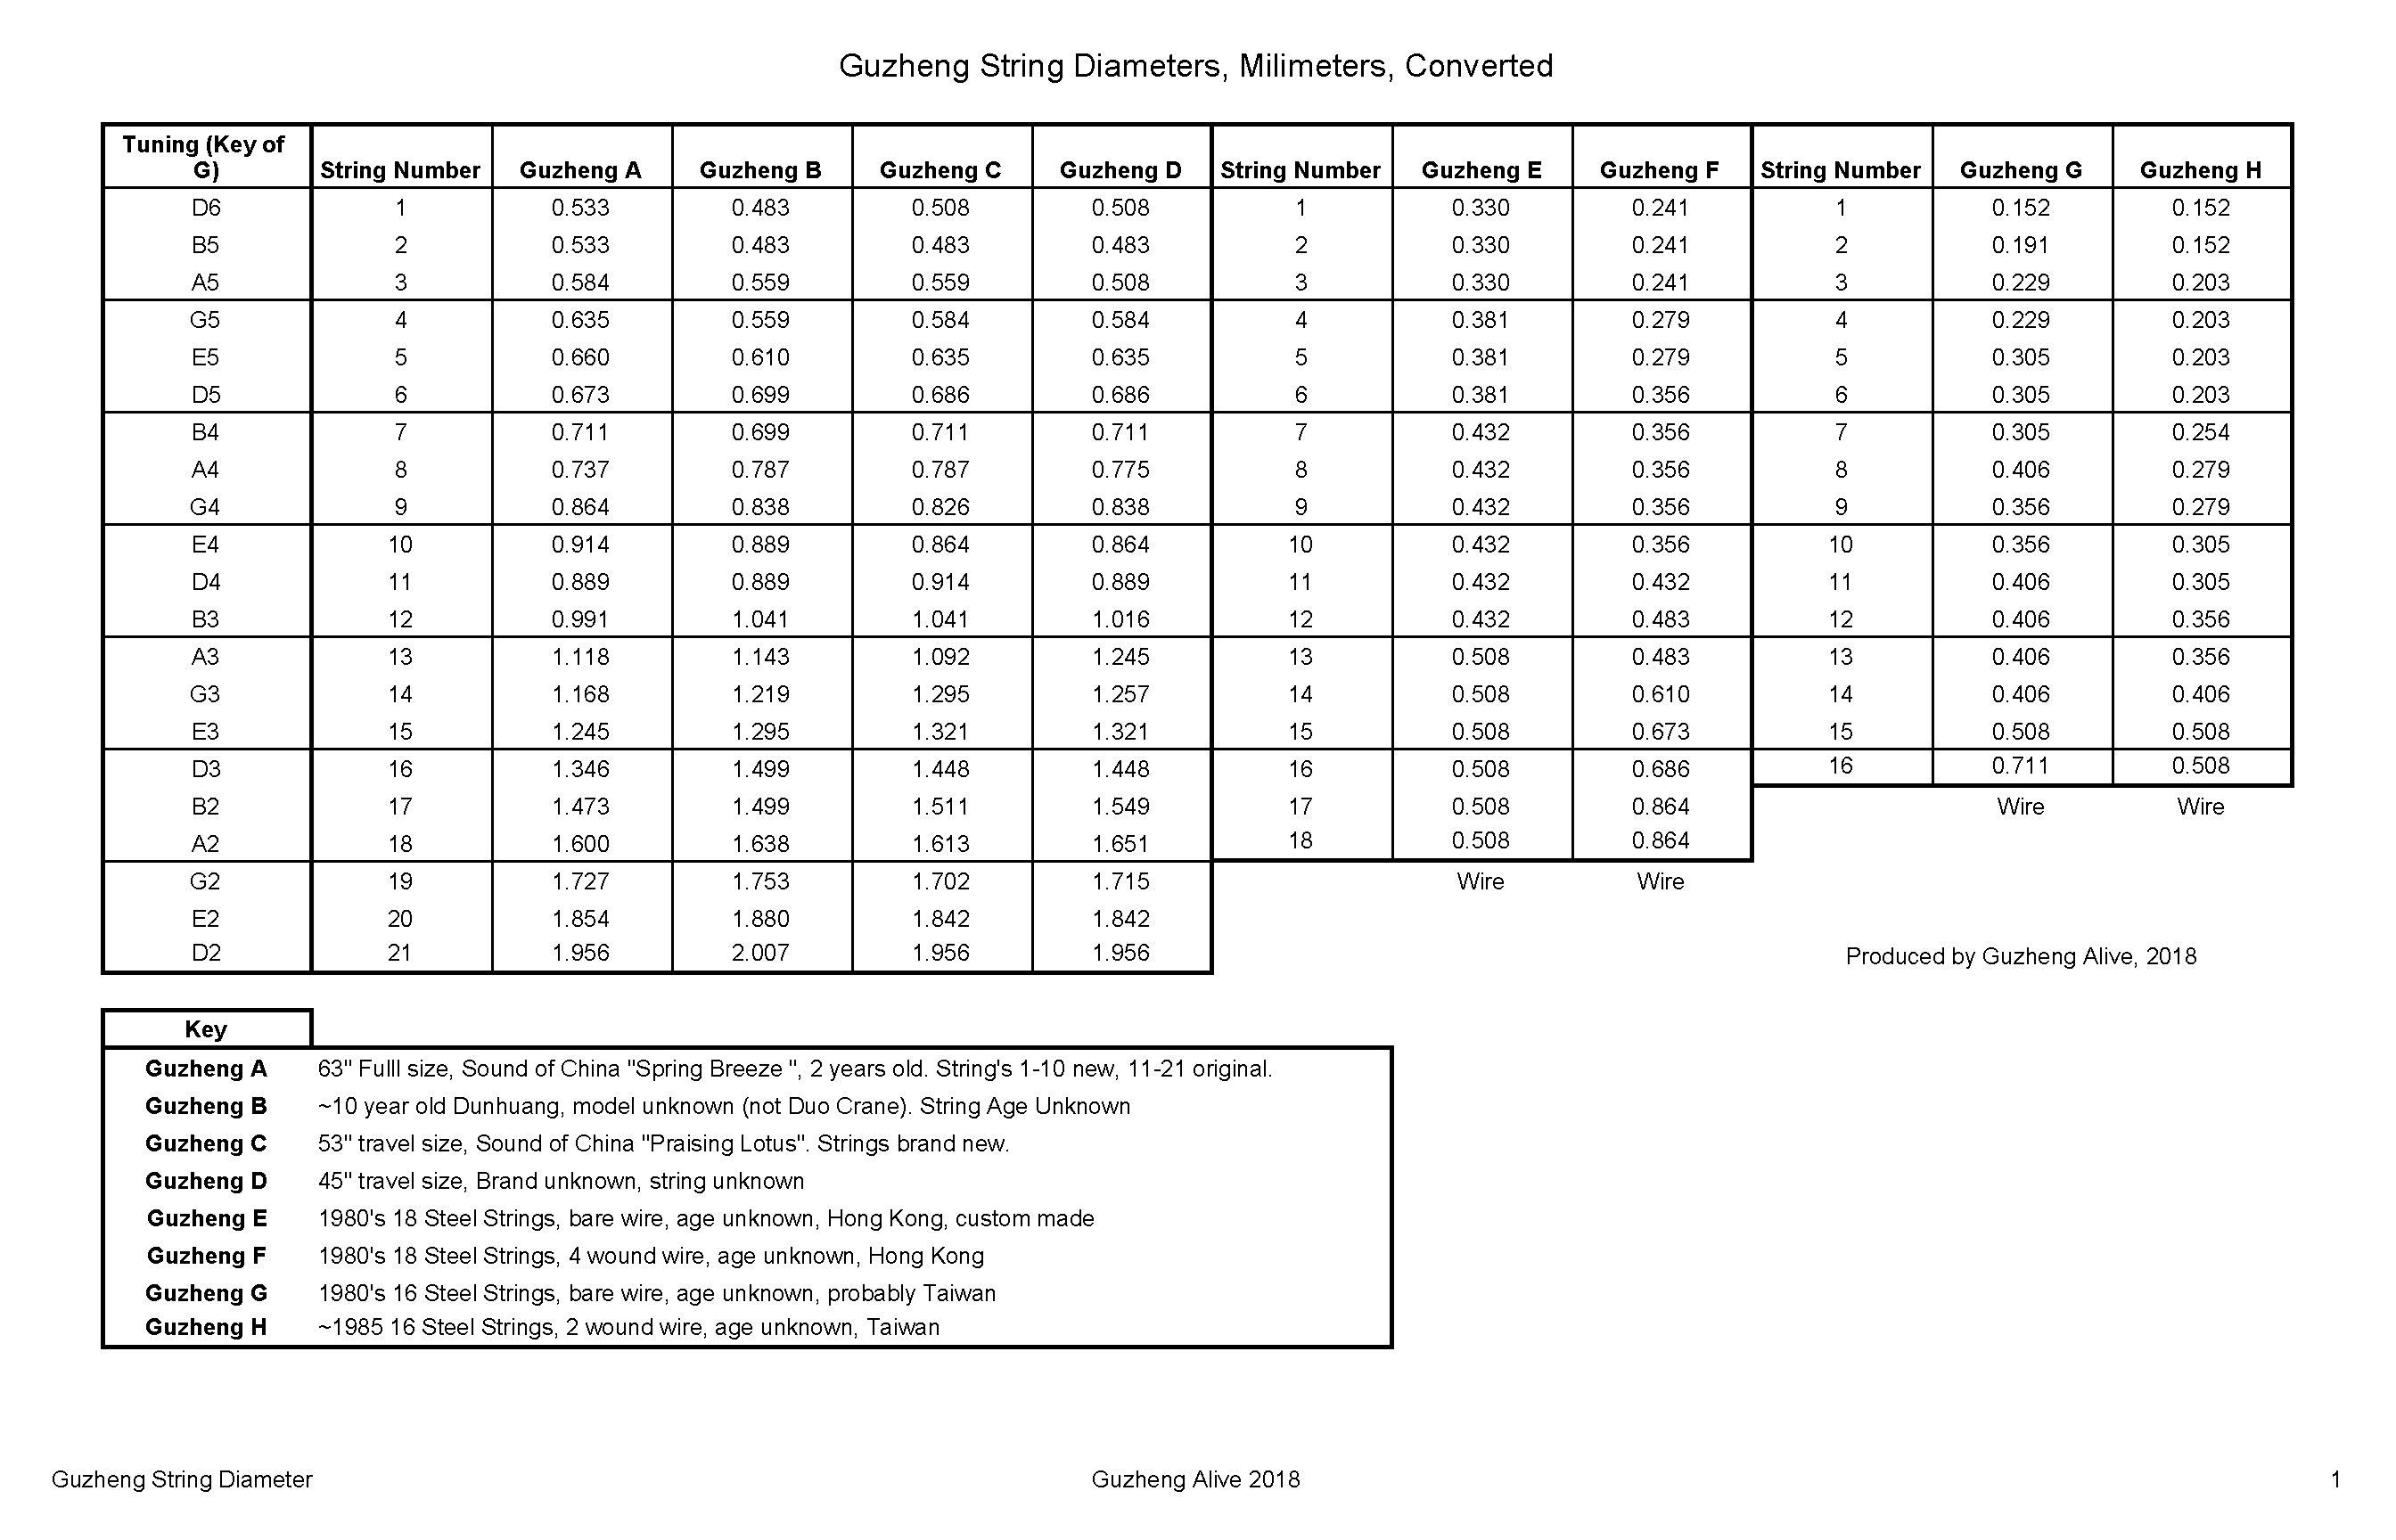 Guzheng String Diameters, Milimeters, Converted
Tuning (Key of G) String Number Guzheng A Guzheng B Guzheng C Guzheng D String Number Guzheng E Guzheng F String Number Guzheng G Guzheng H
D6 1 0.533 0.483 0.508 0.508 1 0.330 0.241 1 0.152 0.152
B5 2 0.533 0.483 0.483 0.483 2 0.330 0.241 2 0.191 0.152
A5 3 0.584 0.559 0.559 0.508 3 0.330 0.241 3 0.229 0.203
G5 4 0.635 0.559 0.584 0.584 4 0.381 0.279 4 0.229 0.203
E5 5 0.660 0.610 0.635 0.635 5 0.381 0.279 5 0.305 0.203
D5 6 0.673 0.699 0.686 0.686 6 0.381 0.356 6 0.305 0.203
B4 7 0.711 0.699 0.711 0.711 7 0.432 0.356 7 0.305 0.254
A4 8 0.737 0.787 0.787 0.775 8 0.432 0.356 8 0.406 0.279
G4 9 0.864 0.838 0.826 0.838 9 0.432 0.356 9 0.356 0.279
E4 10 0.914 0.889 0.864 0.864 10 0.432 0.356 10 0.356 0.305
D4 11 0.889 0.889 0.914 0.889 11 0.432 0.432 11 0.406 0.305
B3 12 0.991 1.041 1.041 1.016 12 0.432 0.483 12 0.406 0.356
A3 13 1.118 1.143 1.092 1.245 13 0.508 0.483 13 0.406 0.356
G3 14 1.168 1.219 1.295 1.257 14 0.508 0.610 14 0.406 0.406
E3 15 1.245 1.295 1.321 1.321 15 0.508 0.673 15 0.508 0.508
D3 16 1.346 1.499 1.448 1.448 16 0.508 0.686 16 0.711 0.508
B2 17 1.473 1.499 1.511 1.549 17 0.508 0.864 Wire Wire
A2 18 1.600 1.638 1.613 1.651 18 0.508 0.864
G2 19 1.727 1.753 1.702 1.715 Wire Wire
E2 20 1.854 1.880 1.842 1.842
D2 21 1.956 2.007 1.956 1.956
Produced by Guzheng Alive, 2018
Key
Guzheng A 63" Fulll size, Sound of China "Spring Breeze ", 2 years old. String's 1-10 new, 11-21 original.
Guzheng B ~10 year old Dunhuang, model unknown (not Duo Crane). String Age Unknown
Guzheng C 53" travel size, Sound of China "Praising Lotus". Strings brand new.
Guzheng D 45" travel size, Brand unknown, string unknown
Guzheng E 1980's 18 Steel Strings, bare wire, age unknown, Hong Kong, custom made
Guzheng F 1980's 18 Steel Strings, 4 wound wire, age unknown, Hong Kong
Guzheng G 1980's 16 Steel Strings, bare wire, age unknown, probably Taiwan
Guzheng H ~1985 16 Steel Strings, 2 wound wire, age unknown, Taiwan
Guzheng String Diameter Guzheng Alive 2018 1